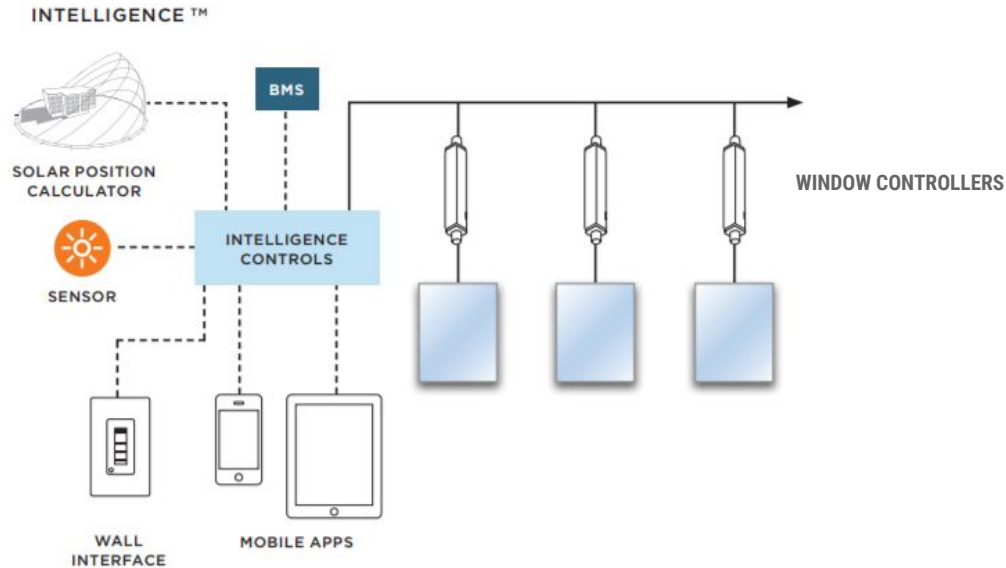 INTELLIGENCE ™
BMS
SOLAR POSITION
CALCULATOR
WINDOW CONTROLLERS
INTELLIGENCE
CONTROLS
SENSOR
WALL
INTERFACE
MOBILE APPS